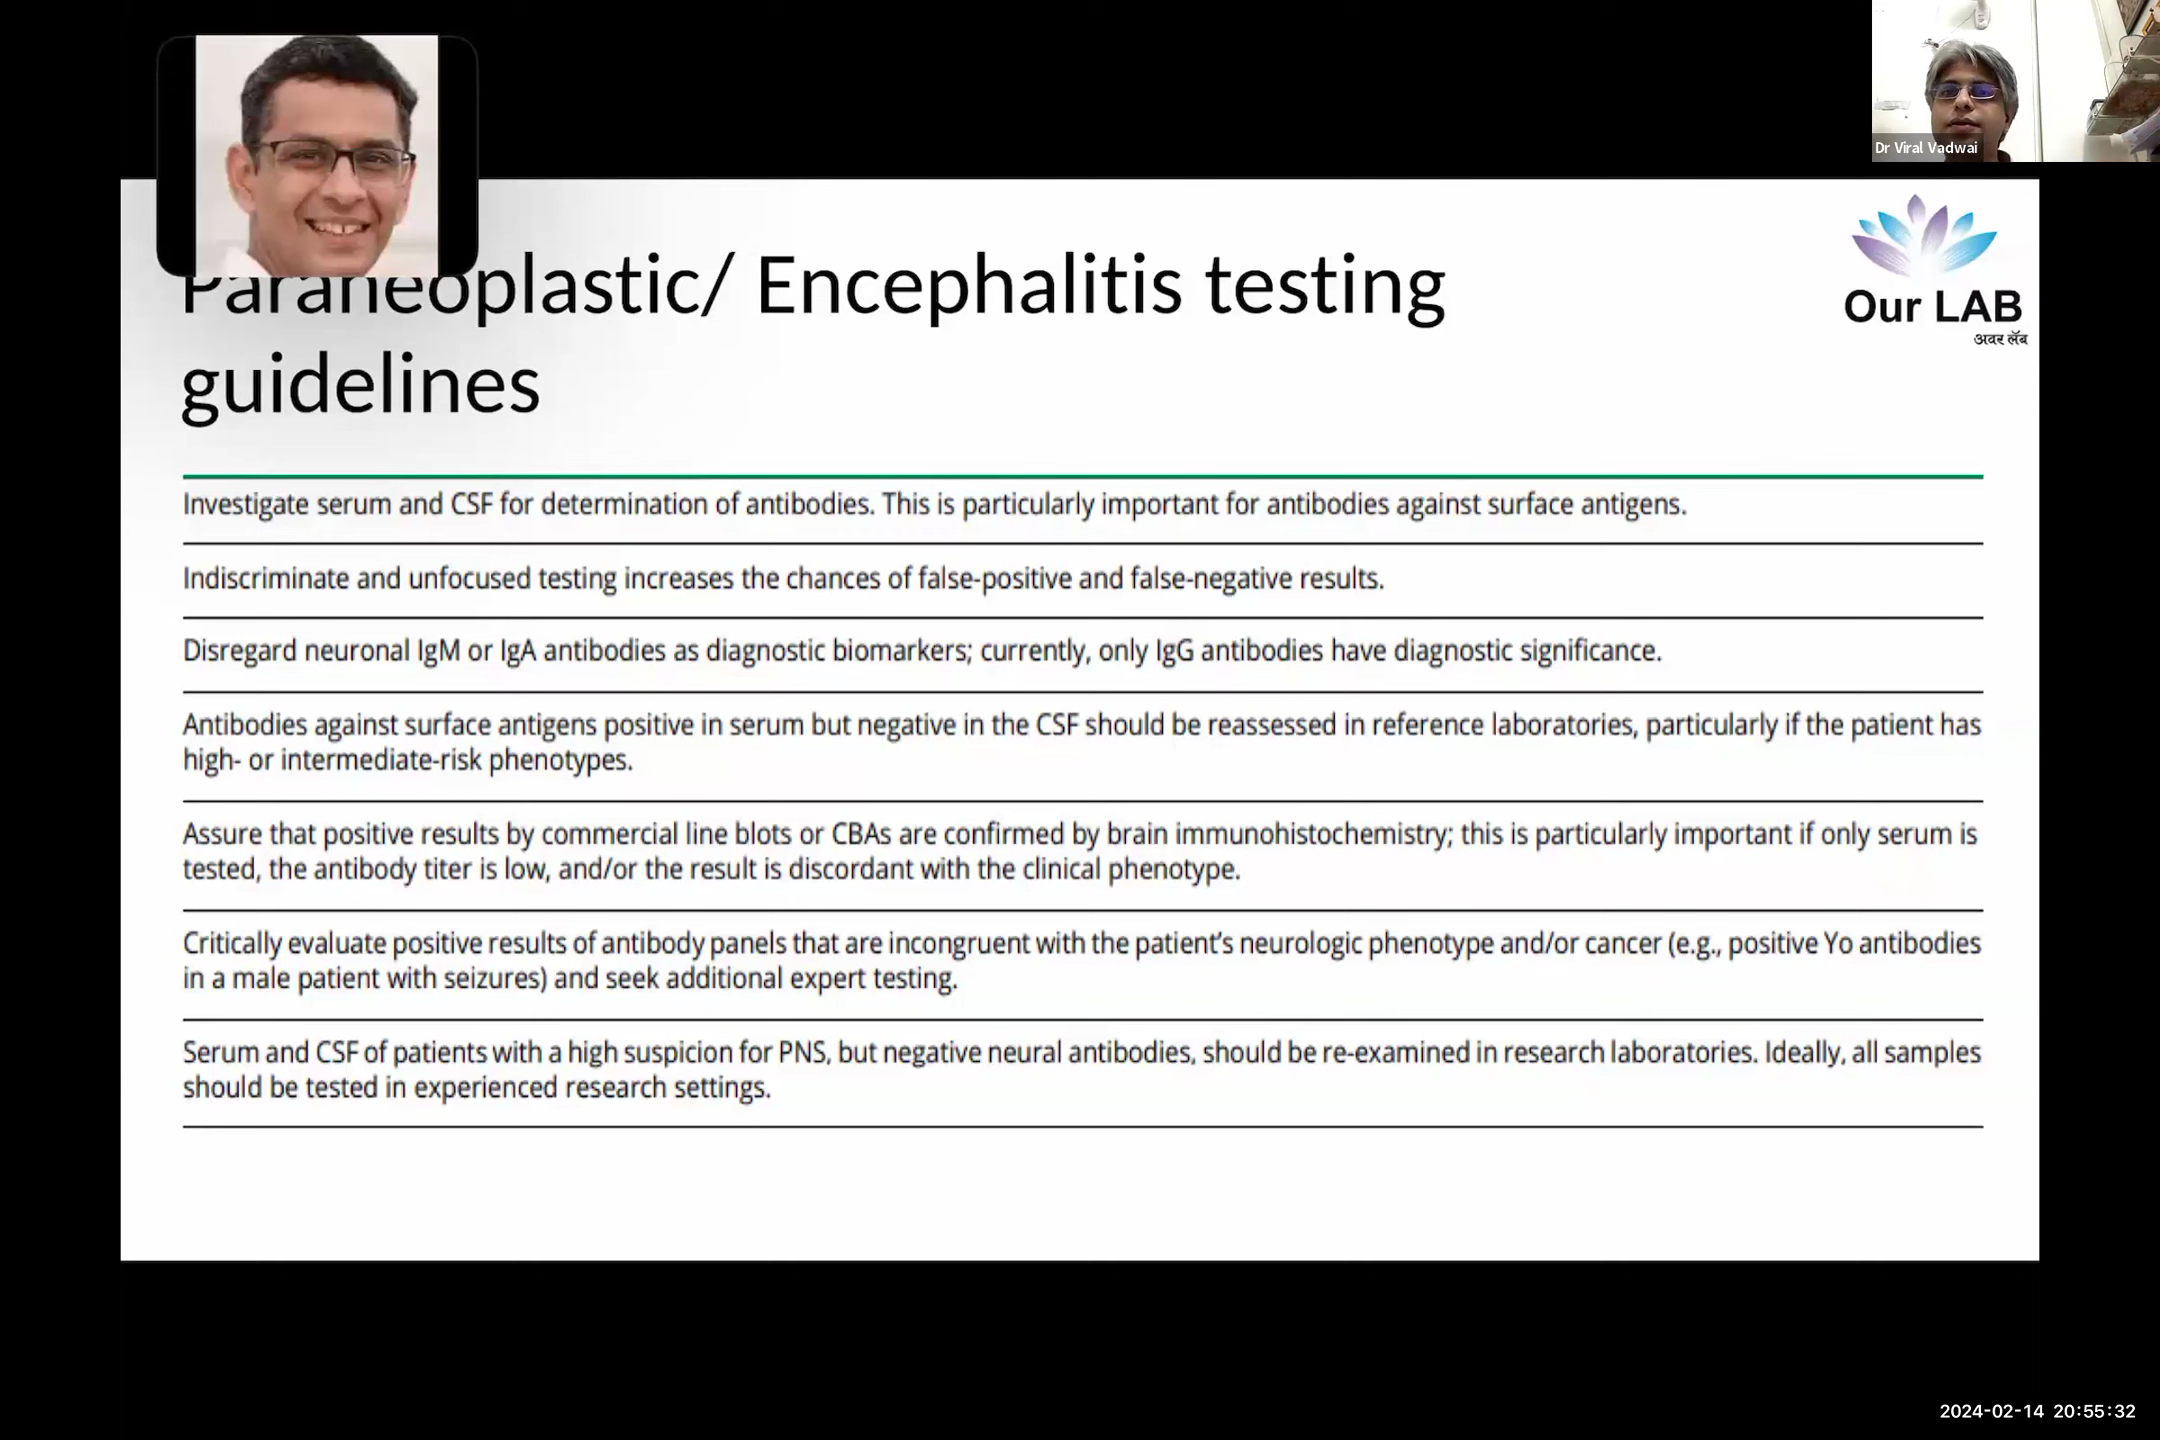 Dr Viral Vadwai
Paraneoplastic/ Encephalitis testing
guidelines
Our LAB
अवर लॅब
Investigate serum and CSF for determination of antibodies. This is particularly important for antibodies against surface antigens.
Indiscriminate and unfocused testing increases the chances of false-positive and false-negative results.
Disregard neuronal IgM or IgA antibodies as diagnostic biomarkers; currently, only IgG antibodies have diagnostic significance.
Antibodies against surface antigens positive in serum but negative in the CSF should be reassessed in reference laboratories, particularly if the patient has
high- or intermediate-risk phenotypes.
Assure that positive results by commercial line blots or CBAs are confirmed by brain immunohistochemistry; this is particularly important if only serum is
tested, the antibody titer is low, and/or the result is discordant with the clinical phenotype.
Critically evaluate positive results of antibody panels that are incongruent with the patient's neurologic phenotype and/or cancer (e.g., positive Yo antibodies
in a male patient with seizures) and seek additional expert testing.
Serum and CSF of patients with a high suspicion for PNS, but negative neural antibodies, should be re-examined in research laboratories. Ideally, all samples
should be tested in experienced research settings.
2024-02-14 20:55:32